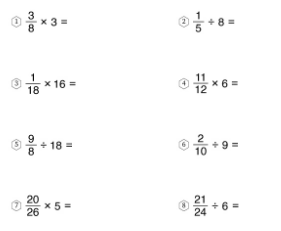 ① 3/8 × 3 =
② 1/5 ÷ 8 =
③ 1/18 × 16 =
④ 11/12 × 6 =
⑤ 9/8 ÷ 18 =
⑥ 2/10 ÷ 9 =
⑦ 20/26 × 5 =
⑧ 21/24 ÷ 6 =